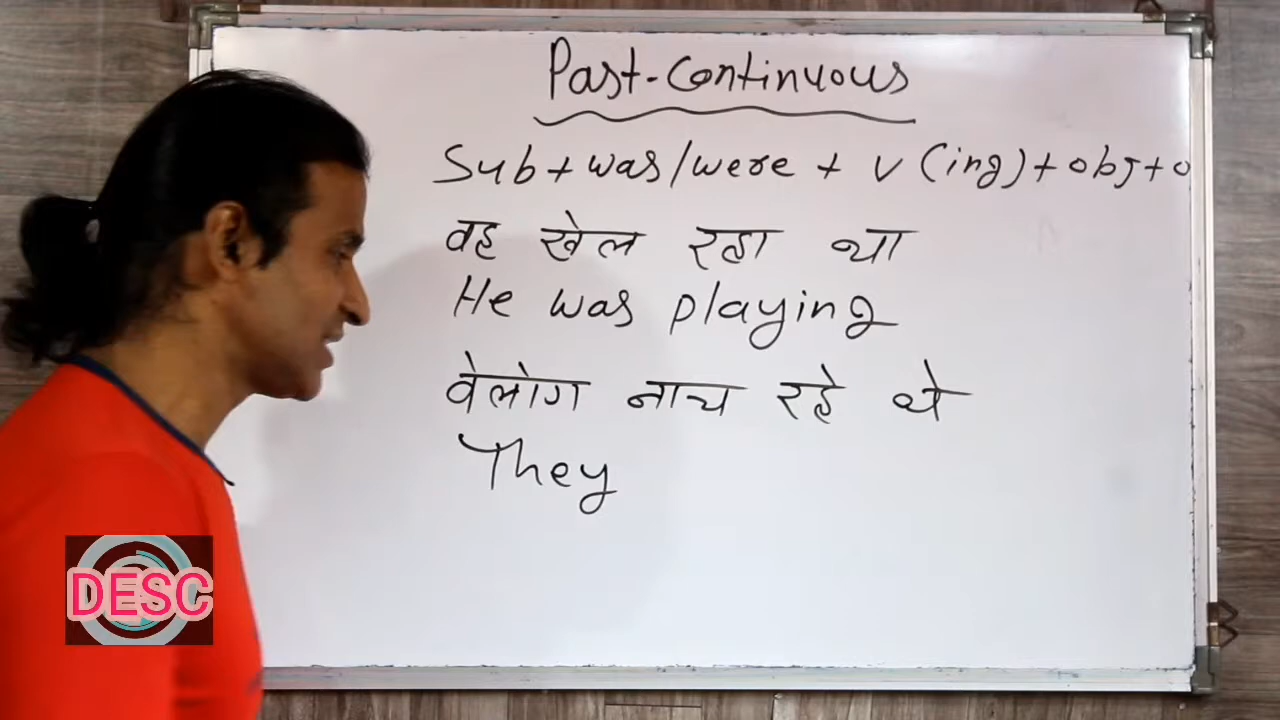 Past-Continuous
Sub + was/were + v (ing) + obj + o
वह खेल रहा था
He was playing
वेलोग नाच रहे थे
They
DESC